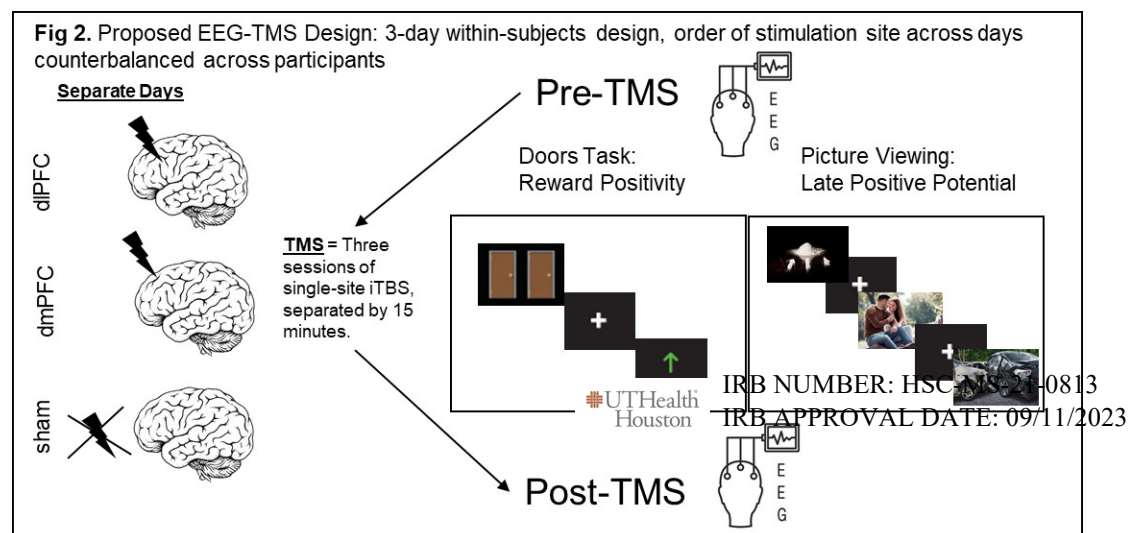 Fig 2. Proposed EEG-TMS Design: 3-day within-subjects design, order of stimulation site across days
counterbalanced across participants
Separate Days
dlPFC
dmPFC
sham
Pre-TMS
E
E
G
TMS = Three
sessions of
single-site iTBS,
separated by 15
minutes.
Doors Task:
Reward Positivity
Picture Viewing:
Late Positive Potential
UTHealth
Houston
IRB NUMBER: HSC-MS-21-0813
IRB APPROVAL DATE: 09/11/2023
Post-TMS
E
E
G